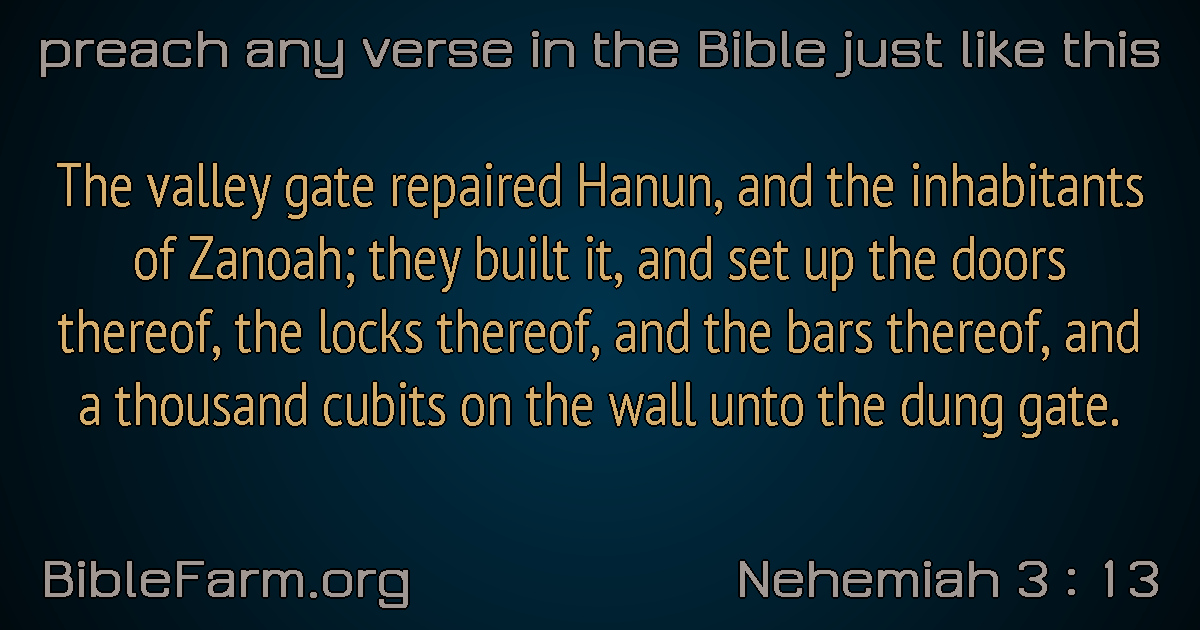 preach any verse in the Bible just like this
The valley gate repaired Hanun, and the inhabitants
of Zanoah; they built it, and set up the doors
thereof, the locks thereof, and the bars thereof, and
a thousand cubits on the wall unto the dung gate.
BibleFarm.org
Nehemiah 3 : 13